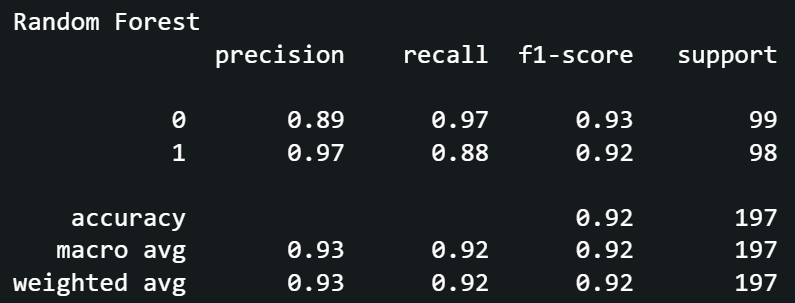 Random Forest
precision recall f1-score support
0 0.89 0.97 0.93 99
1 0.97 0.88 0.92 98
accuracy 0.92 197
macro avg 0.93 0.92 0.92 197
weighted avg 0.93 0.92 0.92 197